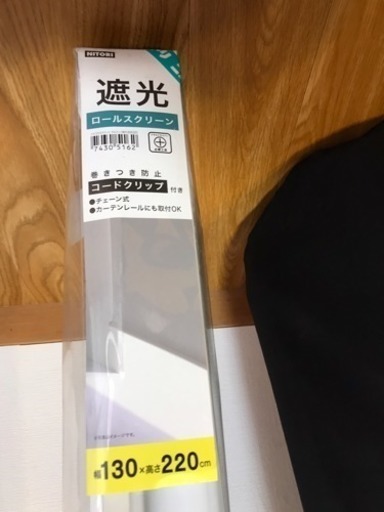 NITORI
遮光
ロールスクリーン
74305162
巻きつき防止
コードクリップ付き
●チェーン式
●カーテンレールにも取付OK
幅130×高さ220cm